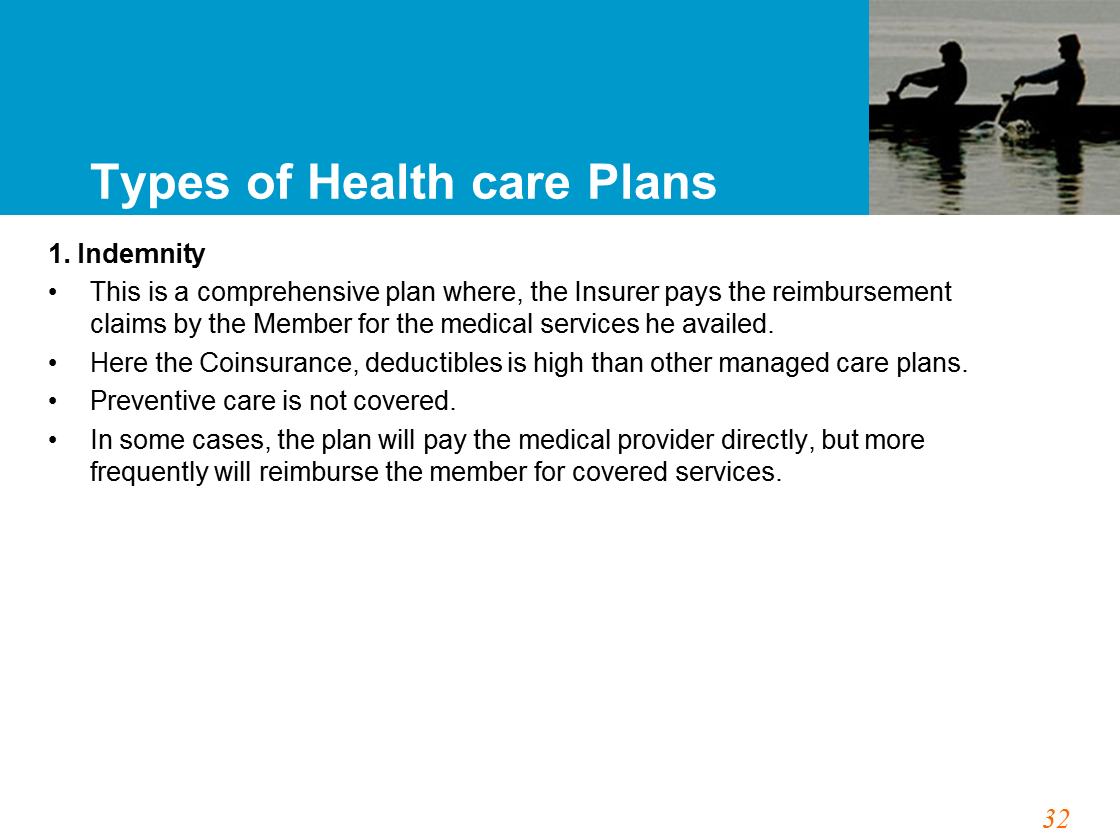 Types of Health care Plans
1. Indemnity
• This is a comprehensive plan where, the Insurer pays the reimbursement
claims by the Member for the medical services he availed.
• Here the Coinsurance, deductibles is high than other managed care plans.
• Preventive care is not covered.
• In some cases, the plan will pay the medical provider directly, but more
frequently will reimburse the member for covered services.
32